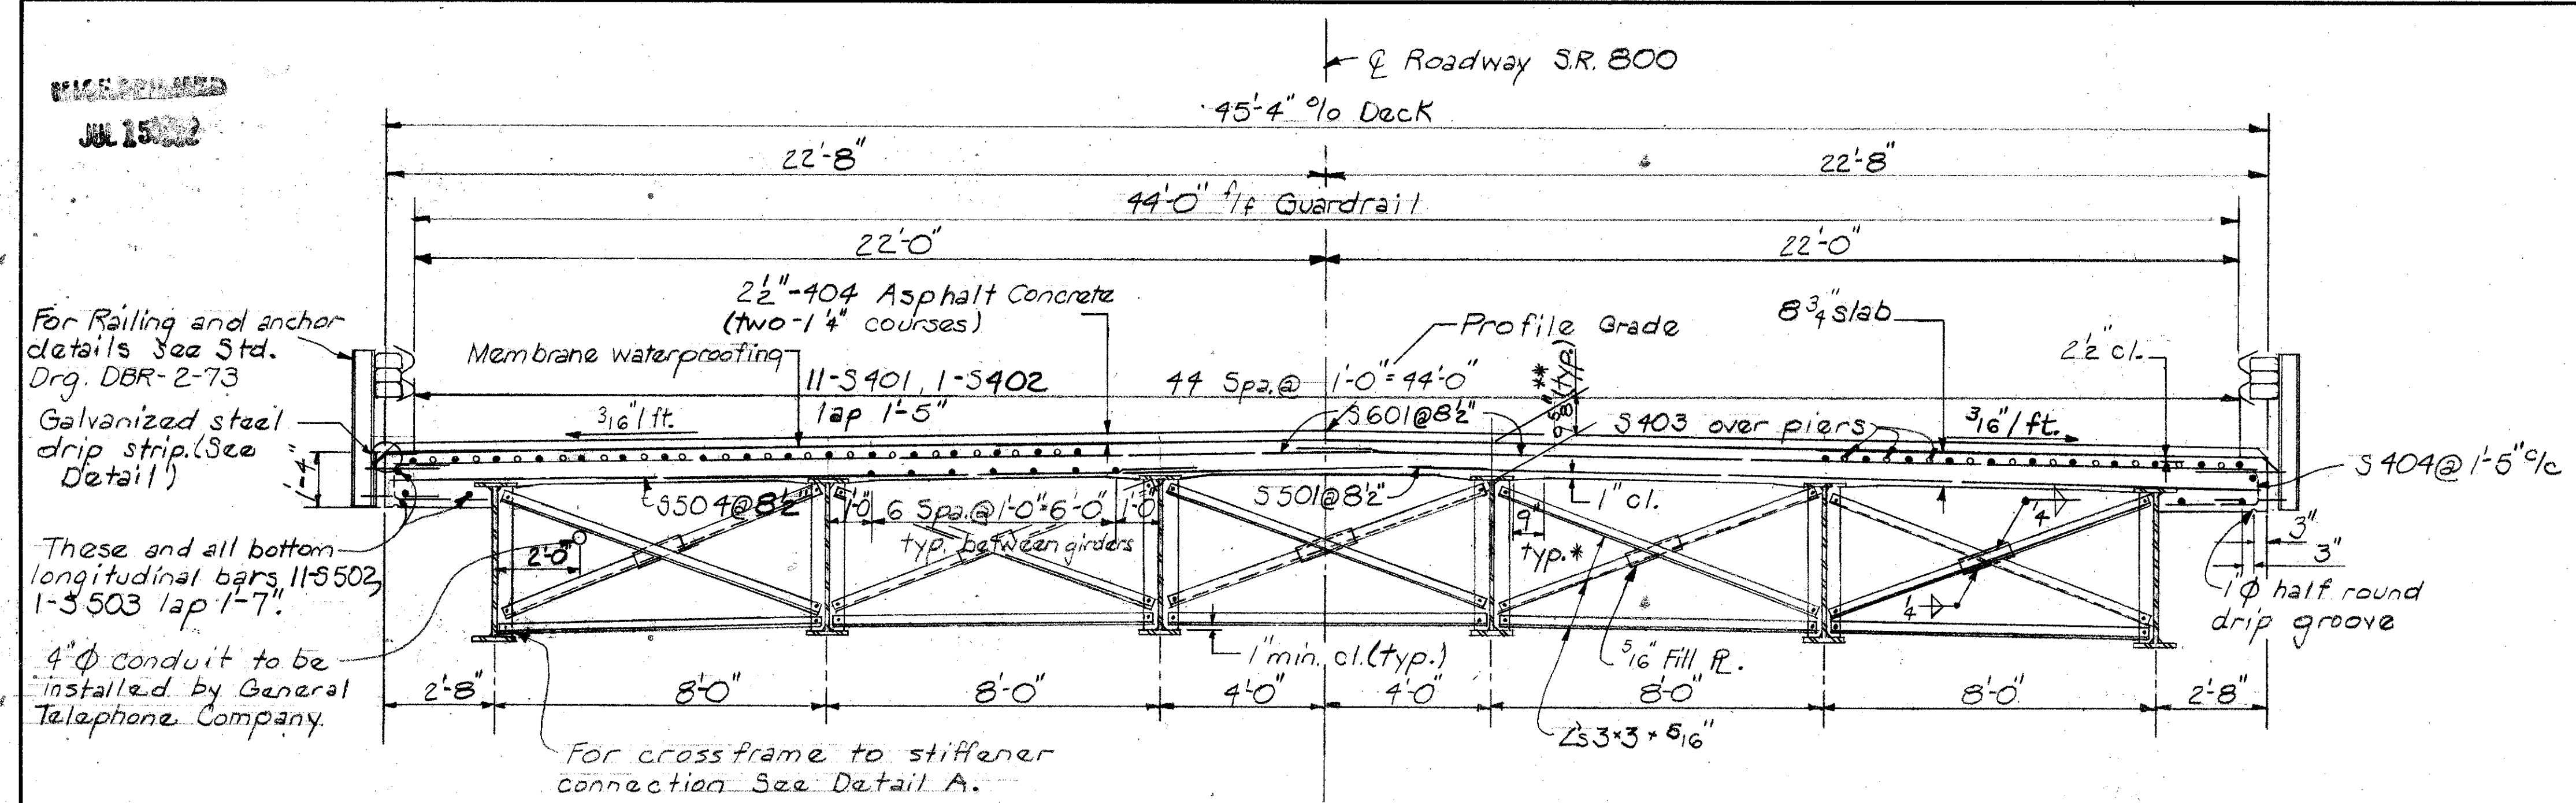 ℄ Roadway S.R. 800
JUL 15
45'-4" o/o Deck
22'-8"
22'-8"
44'-0" f/f Guardrail
22'-0"
22'-0"
2½"-404 Asphalt Concrete
(two-1¼" courses)
For Railing and anchor
details See Std.
Drg. DBR-2-73
Profile Grade
8¾" slab
2½" cl.
Membrane waterproofing
11-S401, 1-S402
lap 1'-5"
44 Spa.@ 1'-0"=44'-0"
9⅝" (typ.)
**
Galvanized steel
drip strip. (See
Detail)
3/16"/ft.
S601@8½"
S403 over piers
3/16"/ft.
S404@1'-5" c/c
1'-4"
S504@8½"
1'-0"
6 Spa.@1'-0"=6'-0"
1'-0"
typ. between girders
S501@8½"
1" cl.
9"
typ.*
¼
¼
3"
3"
1"Φ half round
drip groove
These and all bottom
longitudinal bars, 11-S502,
1-S503 lap 1'-7".
2'-0"
4"Φ conduit to be
installed by General
Telephone Company.
1" min. cl. (typ.)
5/16" Fill PL.
2'-8"
8'-0"
8'-0"
4'-0"
4'-0"
8'-0"
8'-0"
2'-8"
∠s 3×3×5/16"
For cross frame to stiffener
connection See Detail A.